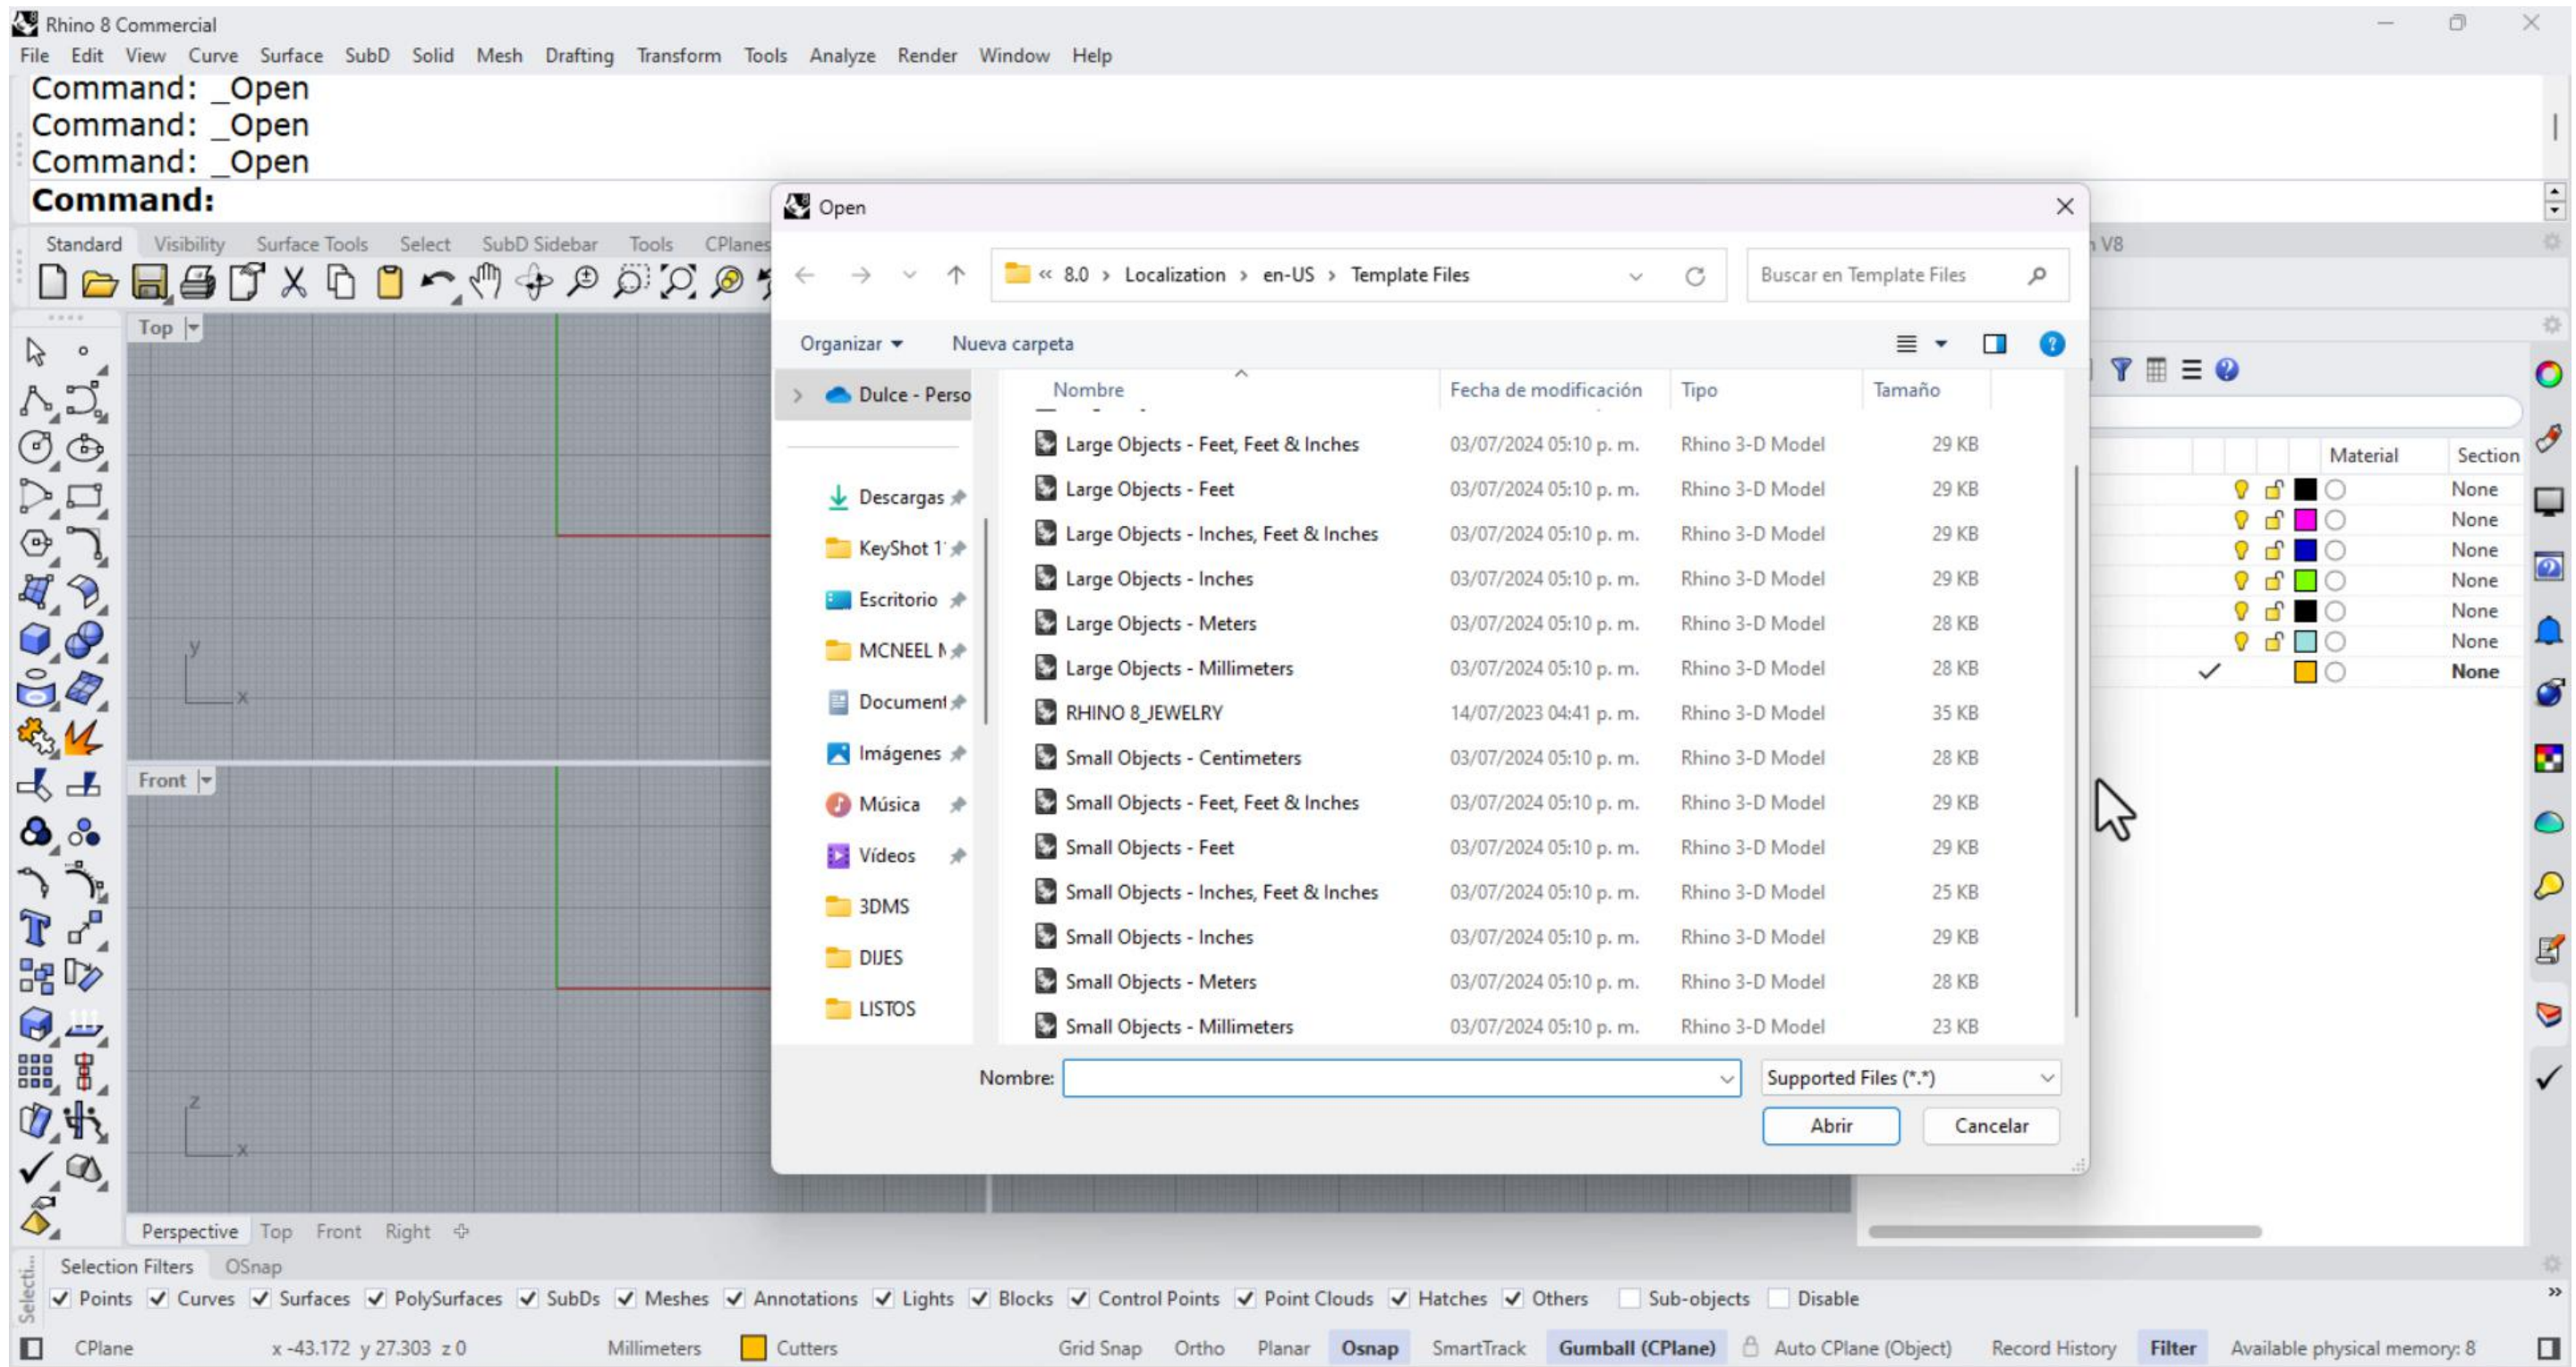 Rhino 8 Commercial
File Edit View Curve Surface SubD Solid Mesh Drafting Transform Tools Analyze Render Window Help
Command: _Open
Command: _Open
Command: _Open
Command:
Standard Visibility Surface Tools Select SubD Sidebar Tools CPlanes
V8
Open
« 8.0 > Localization > en-US > Template Files
Buscar en Template Files
Organizar Nueva carpeta
Nombre Fecha de modificación Tipo Tamaño
Large Objects - Feet, Feet & Inches 03/07/2024 05:10 p. m. Rhino 3-D Model 29 KB
Large Objects - Feet 03/07/2024 05:10 p. m. Rhino 3-D Model 29 KB
Large Objects - Inches, Feet & Inches 03/07/2024 05:10 p. m. Rhino 3-D Model 29 KB
Large Objects - Inches 03/07/2024 05:10 p. m. Rhino 3-D Model 29 KB
Large Objects - Meters 03/07/2024 05:10 p. m. Rhino 3-D Model 28 KB
Large Objects - Millimeters 03/07/2024 05:10 p. m. Rhino 3-D Model 28 KB
RHINO 8_JEWELRY 14/07/2023 04:41 p. m. Rhino 3-D Model 35 KB
Small Objects - Centimeters 03/07/2024 05:10 p. m. Rhino 3-D Model 28 KB
Small Objects - Feet, Feet & Inches 03/07/2024 05:10 p. m. Rhino 3-D Model 29 KB
Small Objects - Feet 03/07/2024 05:10 p. m. Rhino 3-D Model 29 KB
Small Objects - Inches, Feet & Inches 03/07/2024 05:10 p. m. Rhino 3-D Model 25 KB
Small Objects - Inches 03/07/2024 05:10 p. m. Rhino 3-D Model 29 KB
Small Objects - Meters 03/07/2024 05:10 p. m. Rhino 3-D Model 28 KB
Small Objects - Millimeters 03/07/2024 05:10 p. m. Rhino 3-D Model 23 KB
Dulce - Perso
Descargas
KeyShot 1
Escritorio
MCNEEL
Document
Imágenes
Música
Vídeos
3DMS
DIJES
LISTOS
Nombre:
Supported Files (*.*)
Abrir Cancelar
Material Section
None
None
None
None
None
None
None
Top
y
x
Front
z
x
Perspective Top Front Right
Selecti...
Selection Filters OSnap
Points Curves Surfaces PolySurfaces SubDs Meshes Annotations Lights Blocks Control Points Point Clouds Hatches Others Sub-objects Disable
CPlane x -43.172 y 27.303 z 0 Millimeters Cutters Grid Snap Ortho Planar Osnap SmartTrack Gumball (CPlane) Auto CPlane (Object) Record History Filter Available physical memory: 8